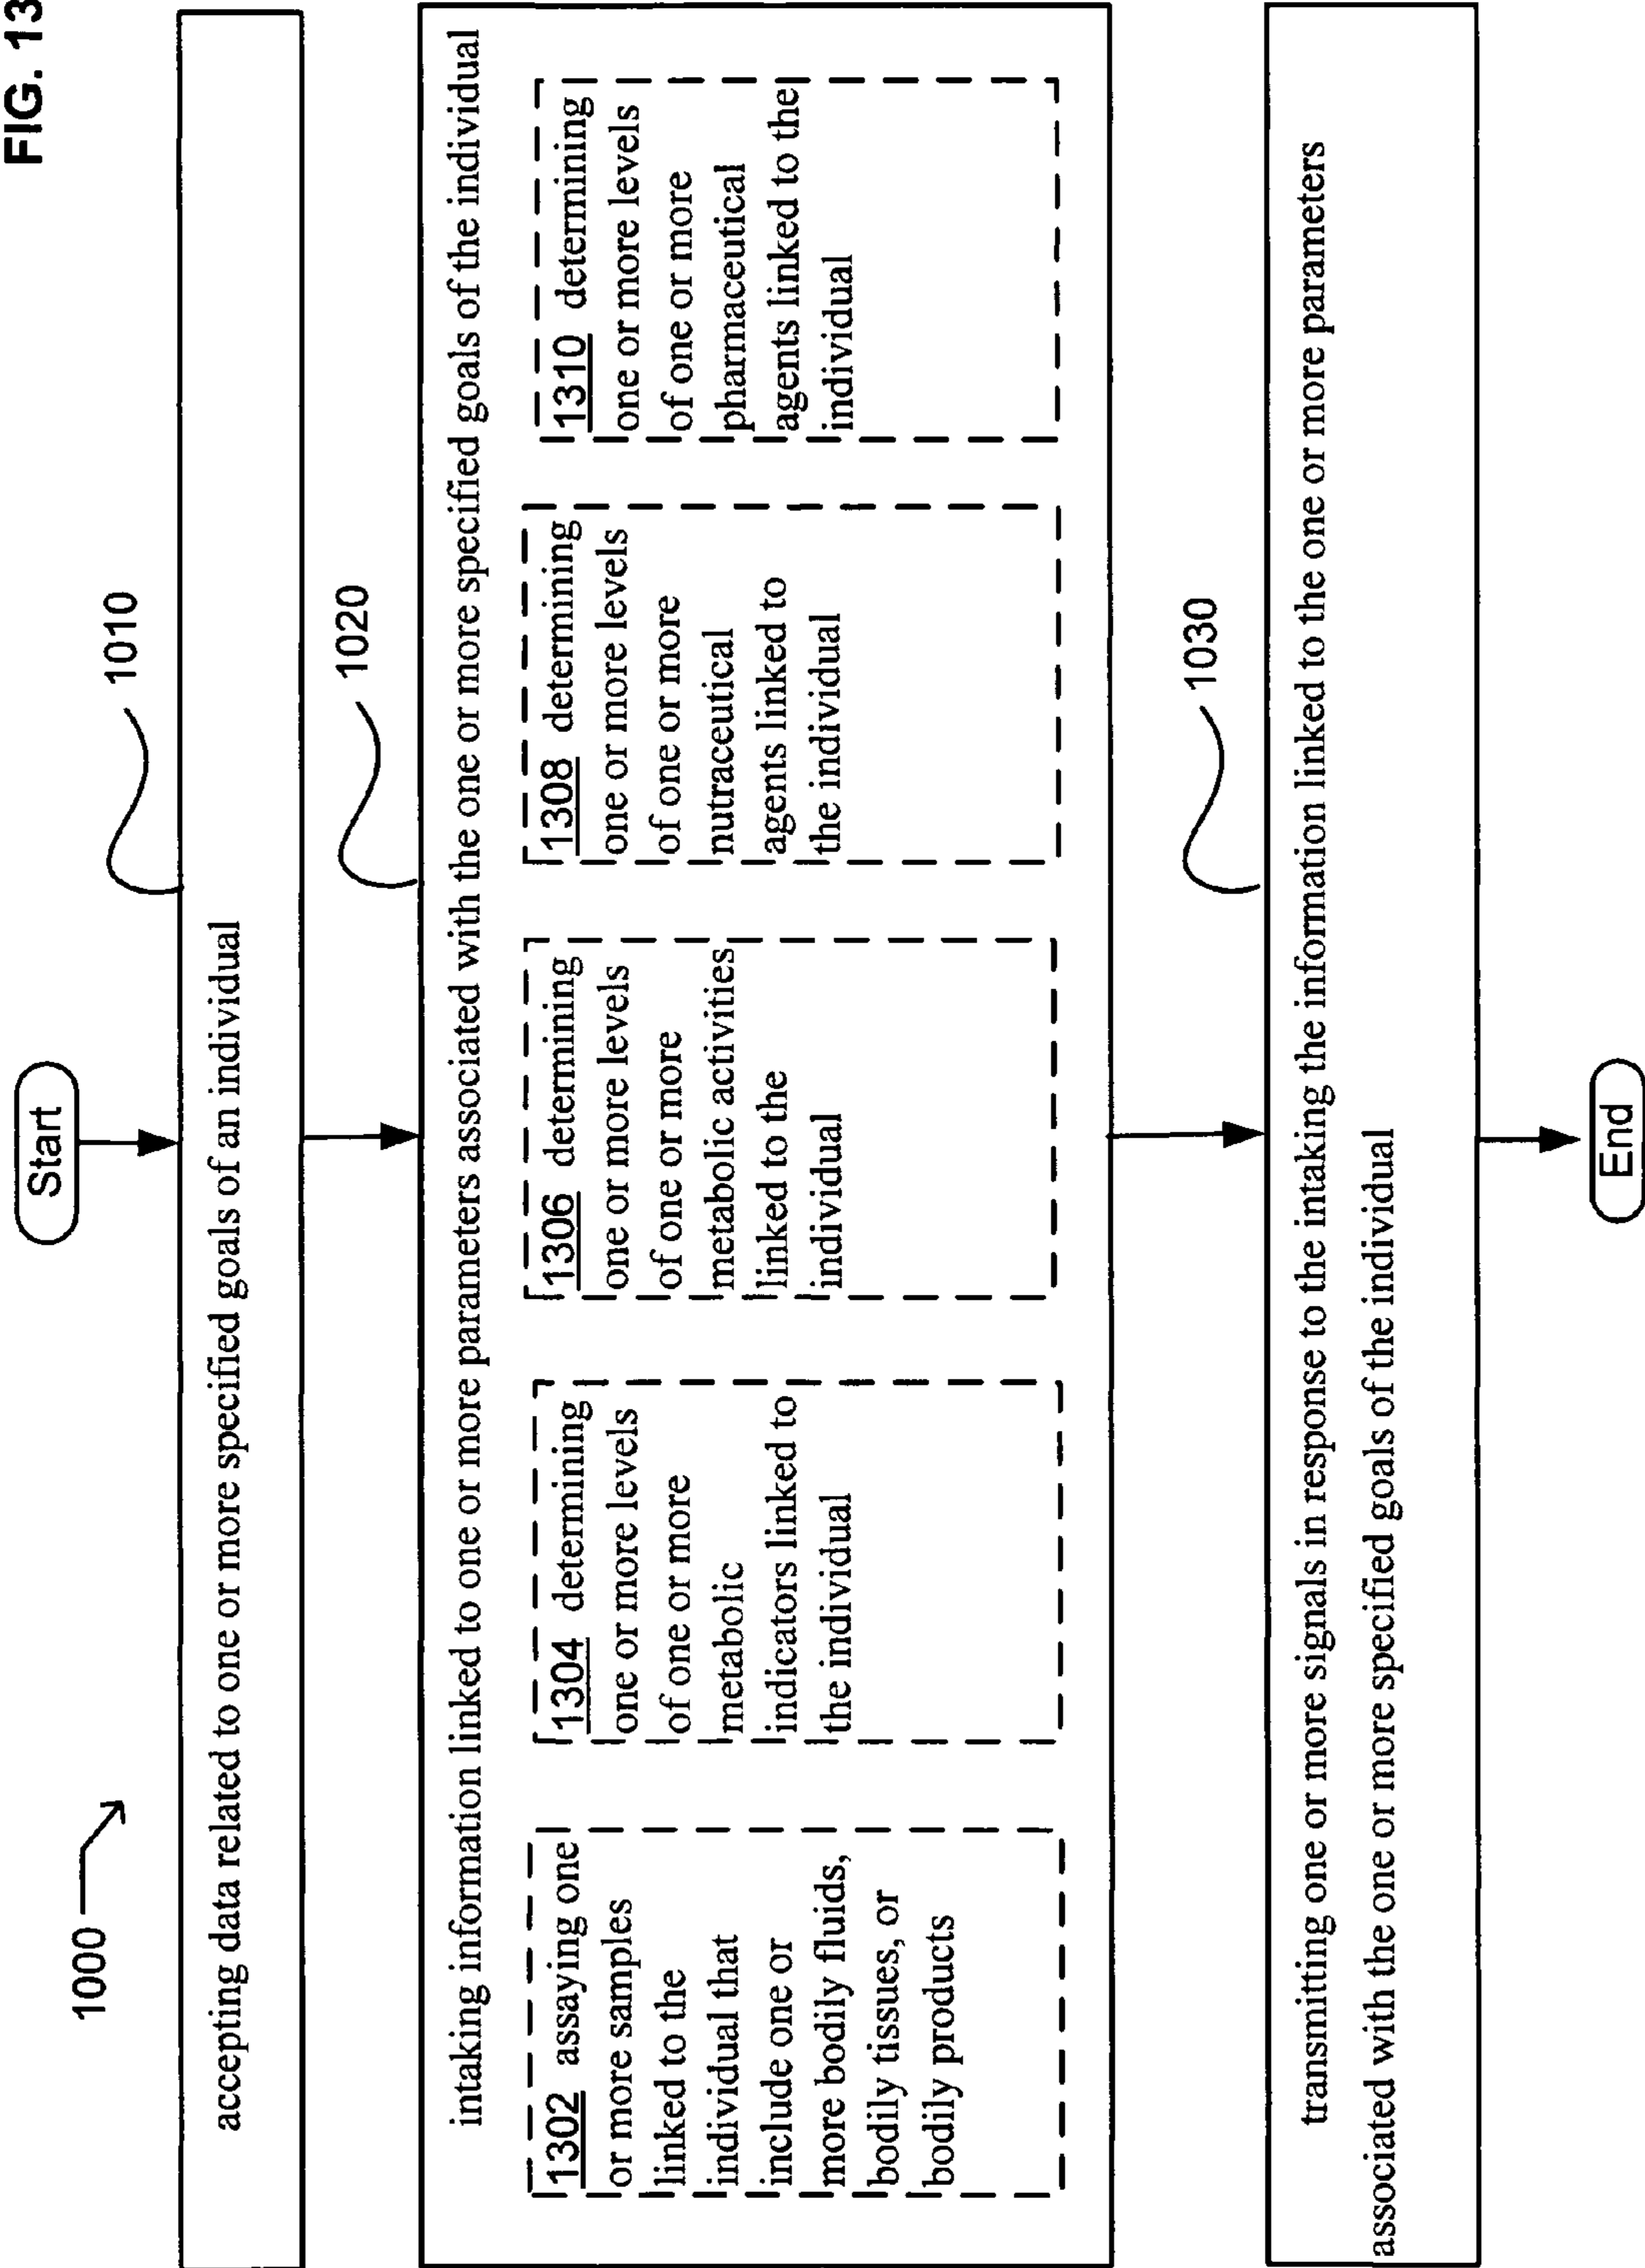 FIG. 13
1000
Start
1010
accepting data related to one or more specified goals of an individual
1020
intaking information linked to one or more parameters associated with the one or more specified goals of the individual
1302 assaying one
or more samples
linked to the
individual that
include one or
more bodily fluids,
bodily tissues, or
bodily products
1304 determining
one or more levels
of one or more
metabolic
indicators linked to
the individual
1306 determining
one or more levels
of one or more
metabolic activities
linked to the
individual
1308 determining
one or more levels
of one or more
nutraceutical
agents linked to
the individual
1310 determining
one or more levels
of one or more
pharmaceutical
agents linked to the
individual
1030
transmitting one or more signals in response to the intaking the information linked to the one or more parameters
associated with the one or more specified goals of the individual
End